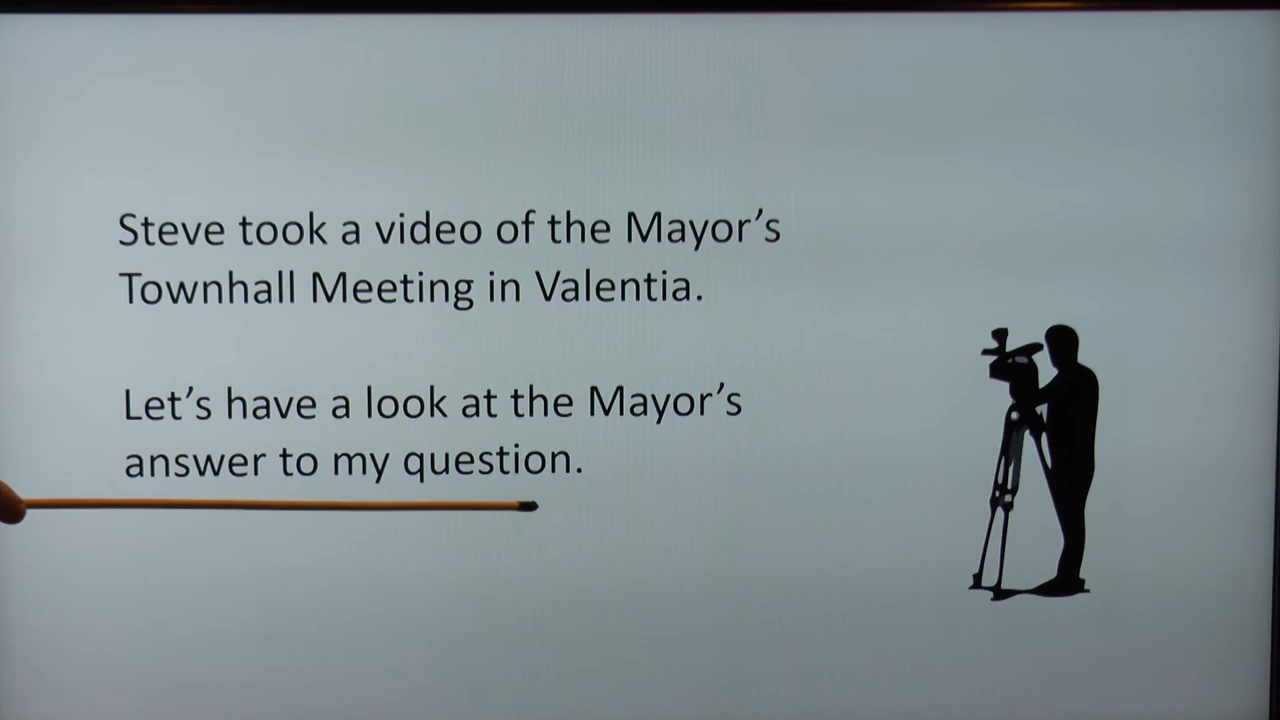 Steve took a video of the Mayor’s
Townhall Meeting in Valentia.
Let’s have a look at the Mayor’s
answer to my question.